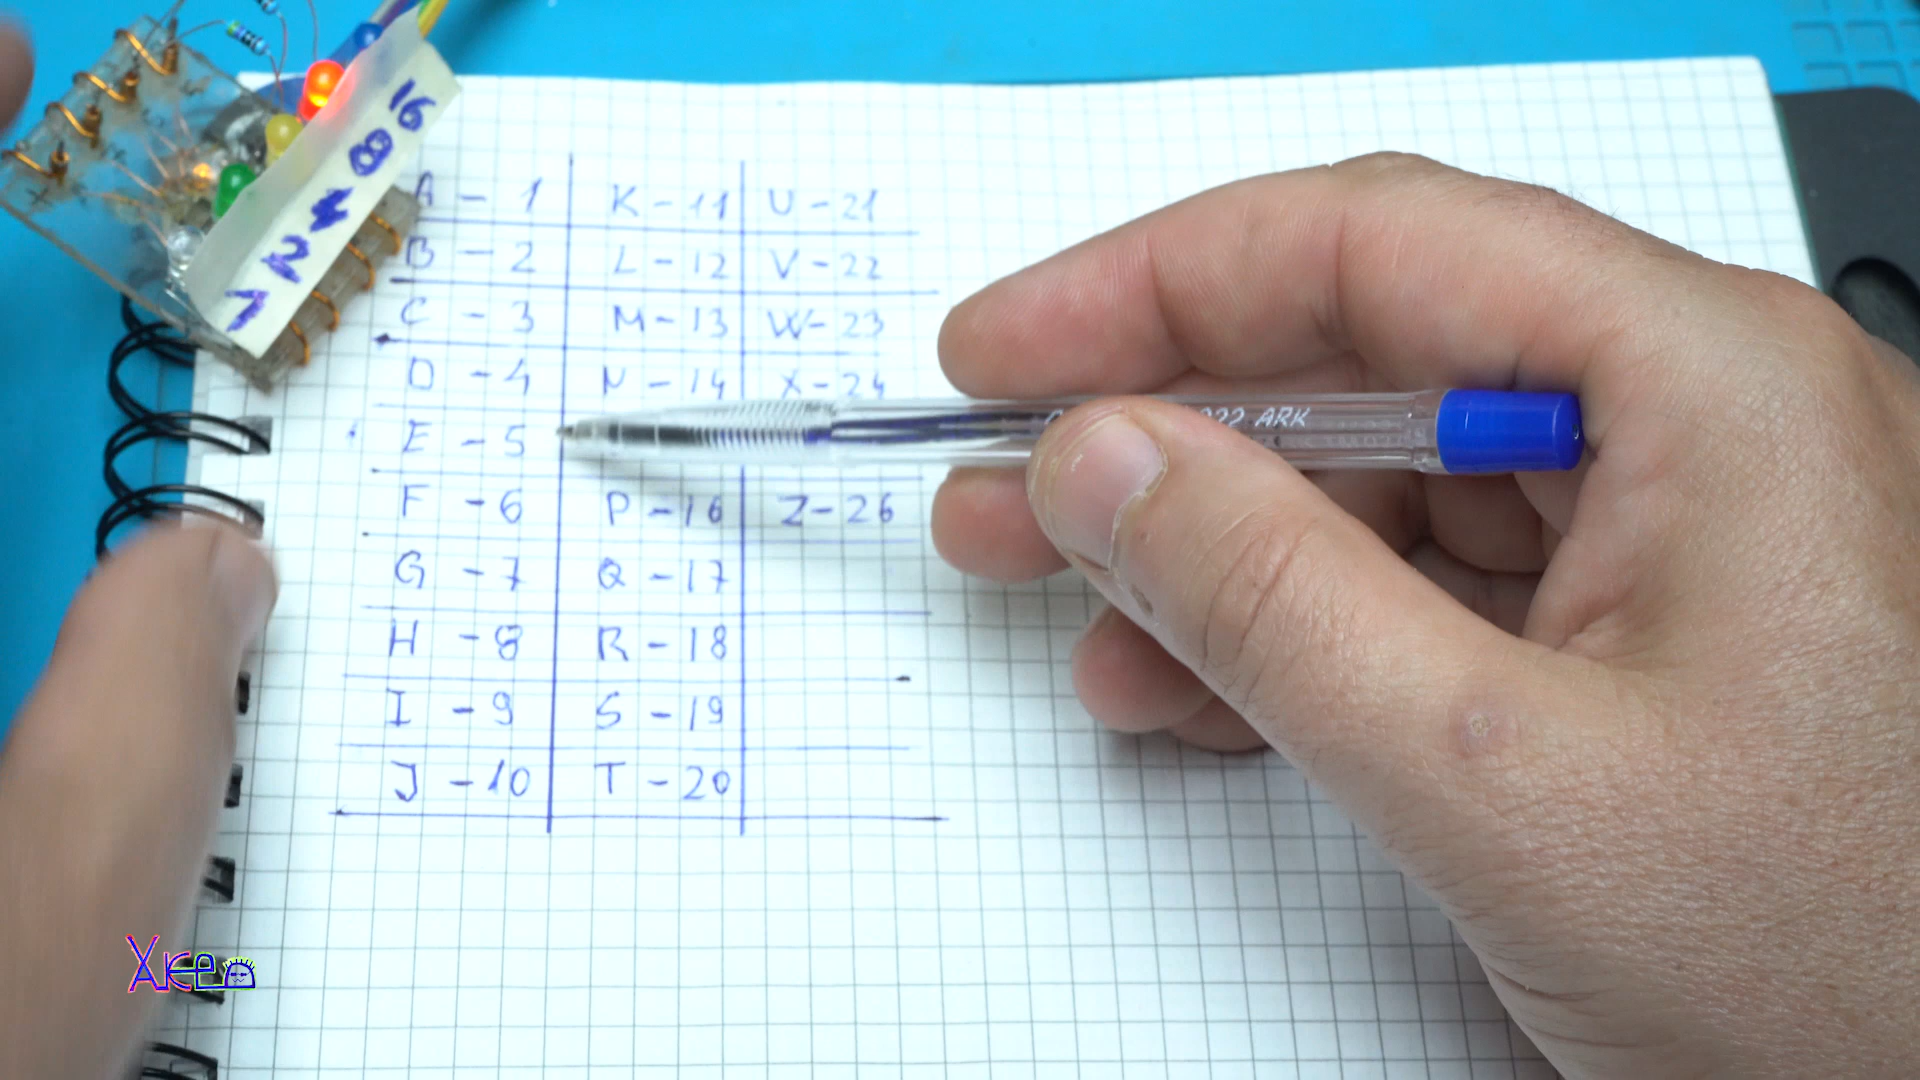 16
8
4
2
1
A - 1 K - 11 U - 21
B - 2 L - 12 V - 22
C - 3 M - 13 W - 23
D - 4 N - 14 X - 24
E - 5
F - 6 P - 16 Z - 26
G - 7 Q - 17
H - 8 R - 18
I - 9 S - 19
J - 10 T - 20
ARK